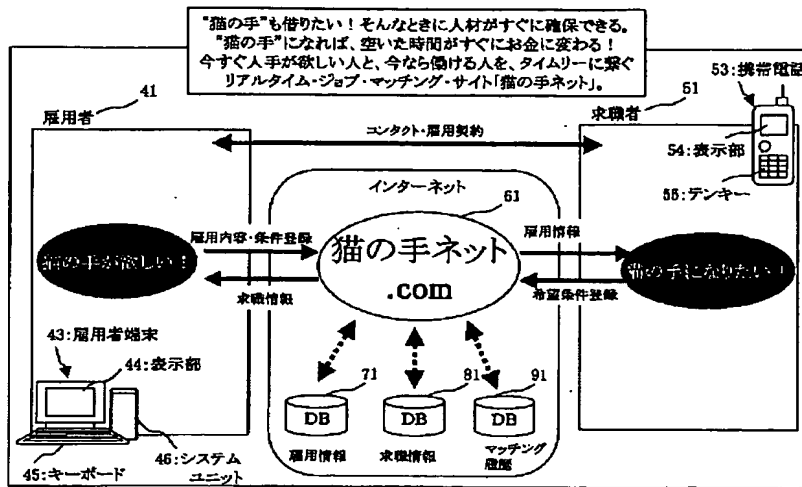 “猫の手”も借りたい！そんなときに人材がすぐに確保できる。
“猫の手”になれば、空いた時間がすぐにお金に変わる！
今すぐ人手が欲しい人と、今なら働ける人を、タイムリーに繋ぐ
リアルタイム・ジョブ・マッチング・サイト「猫の手ネット」。
雇用者
41
求職者
51
53:携帯電話
54:表示部
55:テンキー
コンタクト・雇用契約
インターネット
61
雇用内容・条件登録
雇用情報
猫の手が欲しい！
猫の手ネット
.com
猫の手になりたい！
求職情報
希望条件登録
43:雇用者端末
44:表示部
45:キーボード
46:システム
ユニット
71
DB
雇用情報
81
DB
求職情報
91
DB
マッチング
履歴